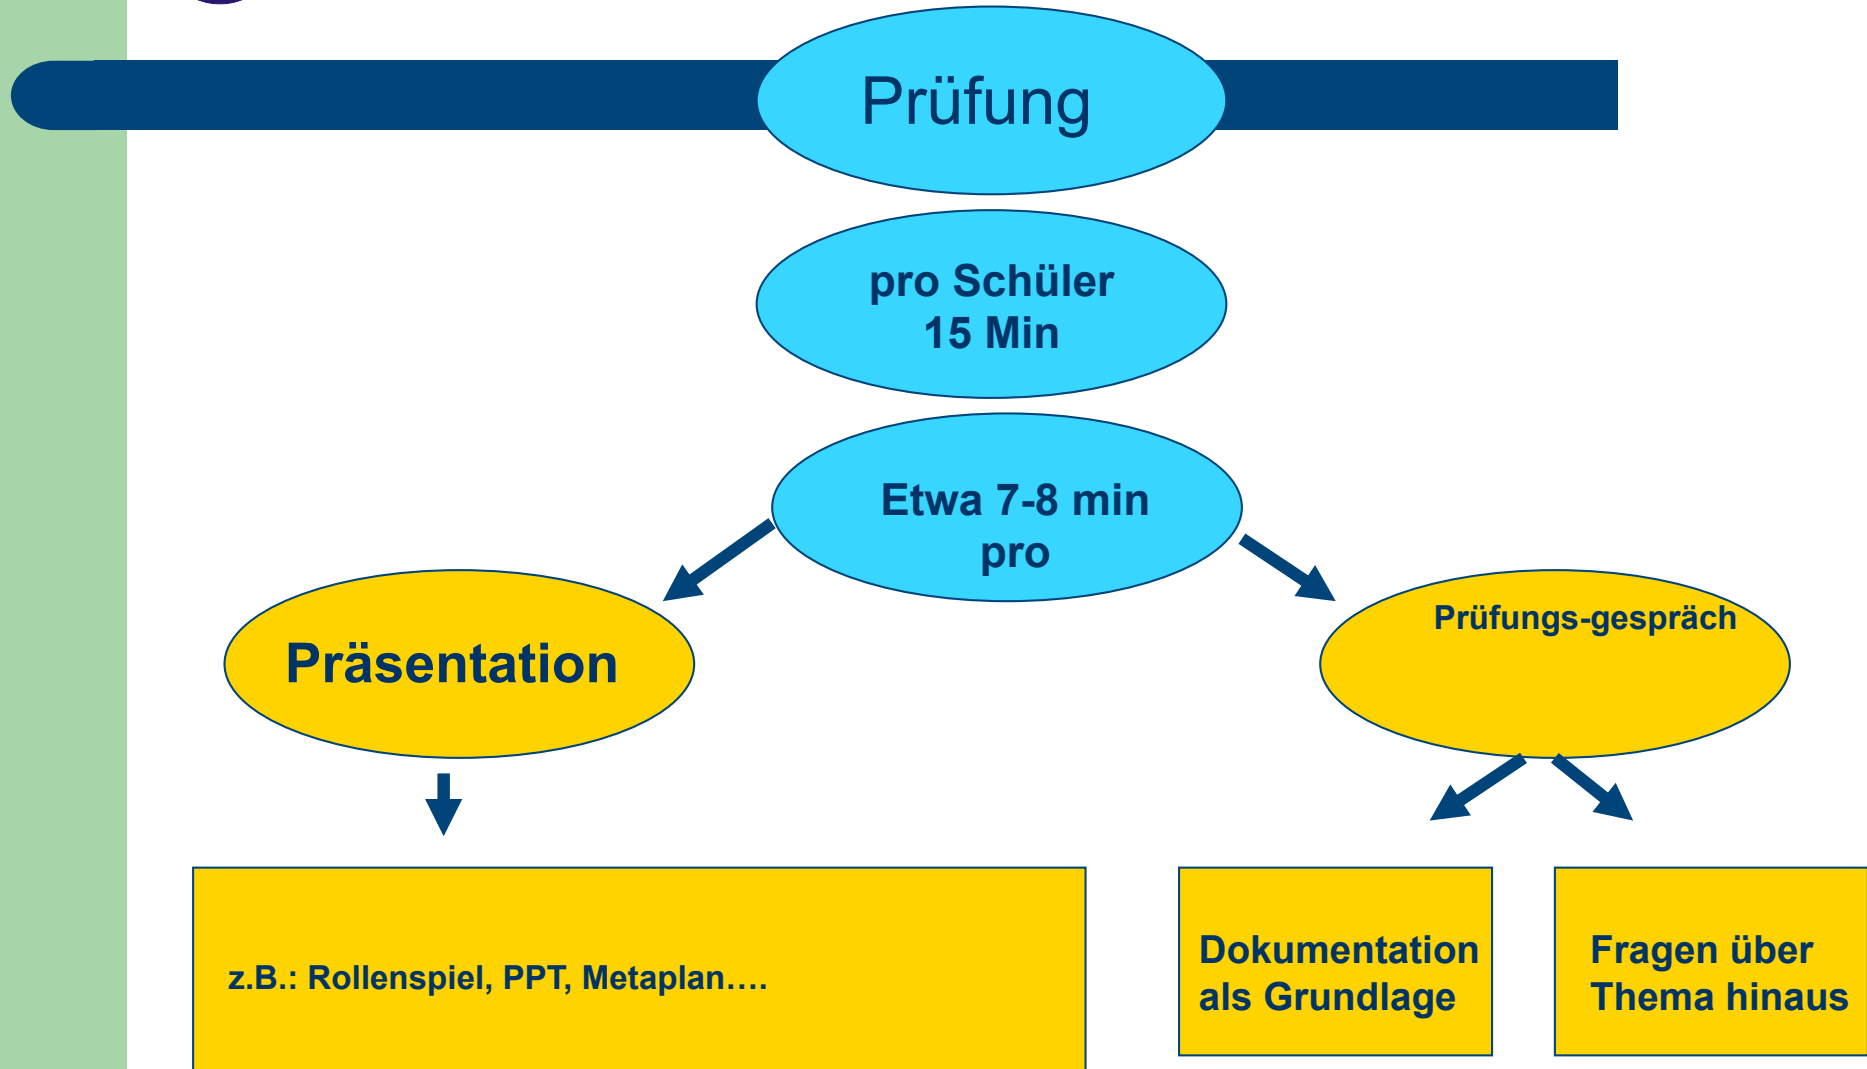 Prüfung
pro Schüler
15 Min
Etwa 7-8 min
pro
Präsentation
Prüfungs-gespräch
z.B.: Rollenspiel, PPT, Metaplan….
Dokumentation
als Grundlage
Fragen über
Thema hinaus